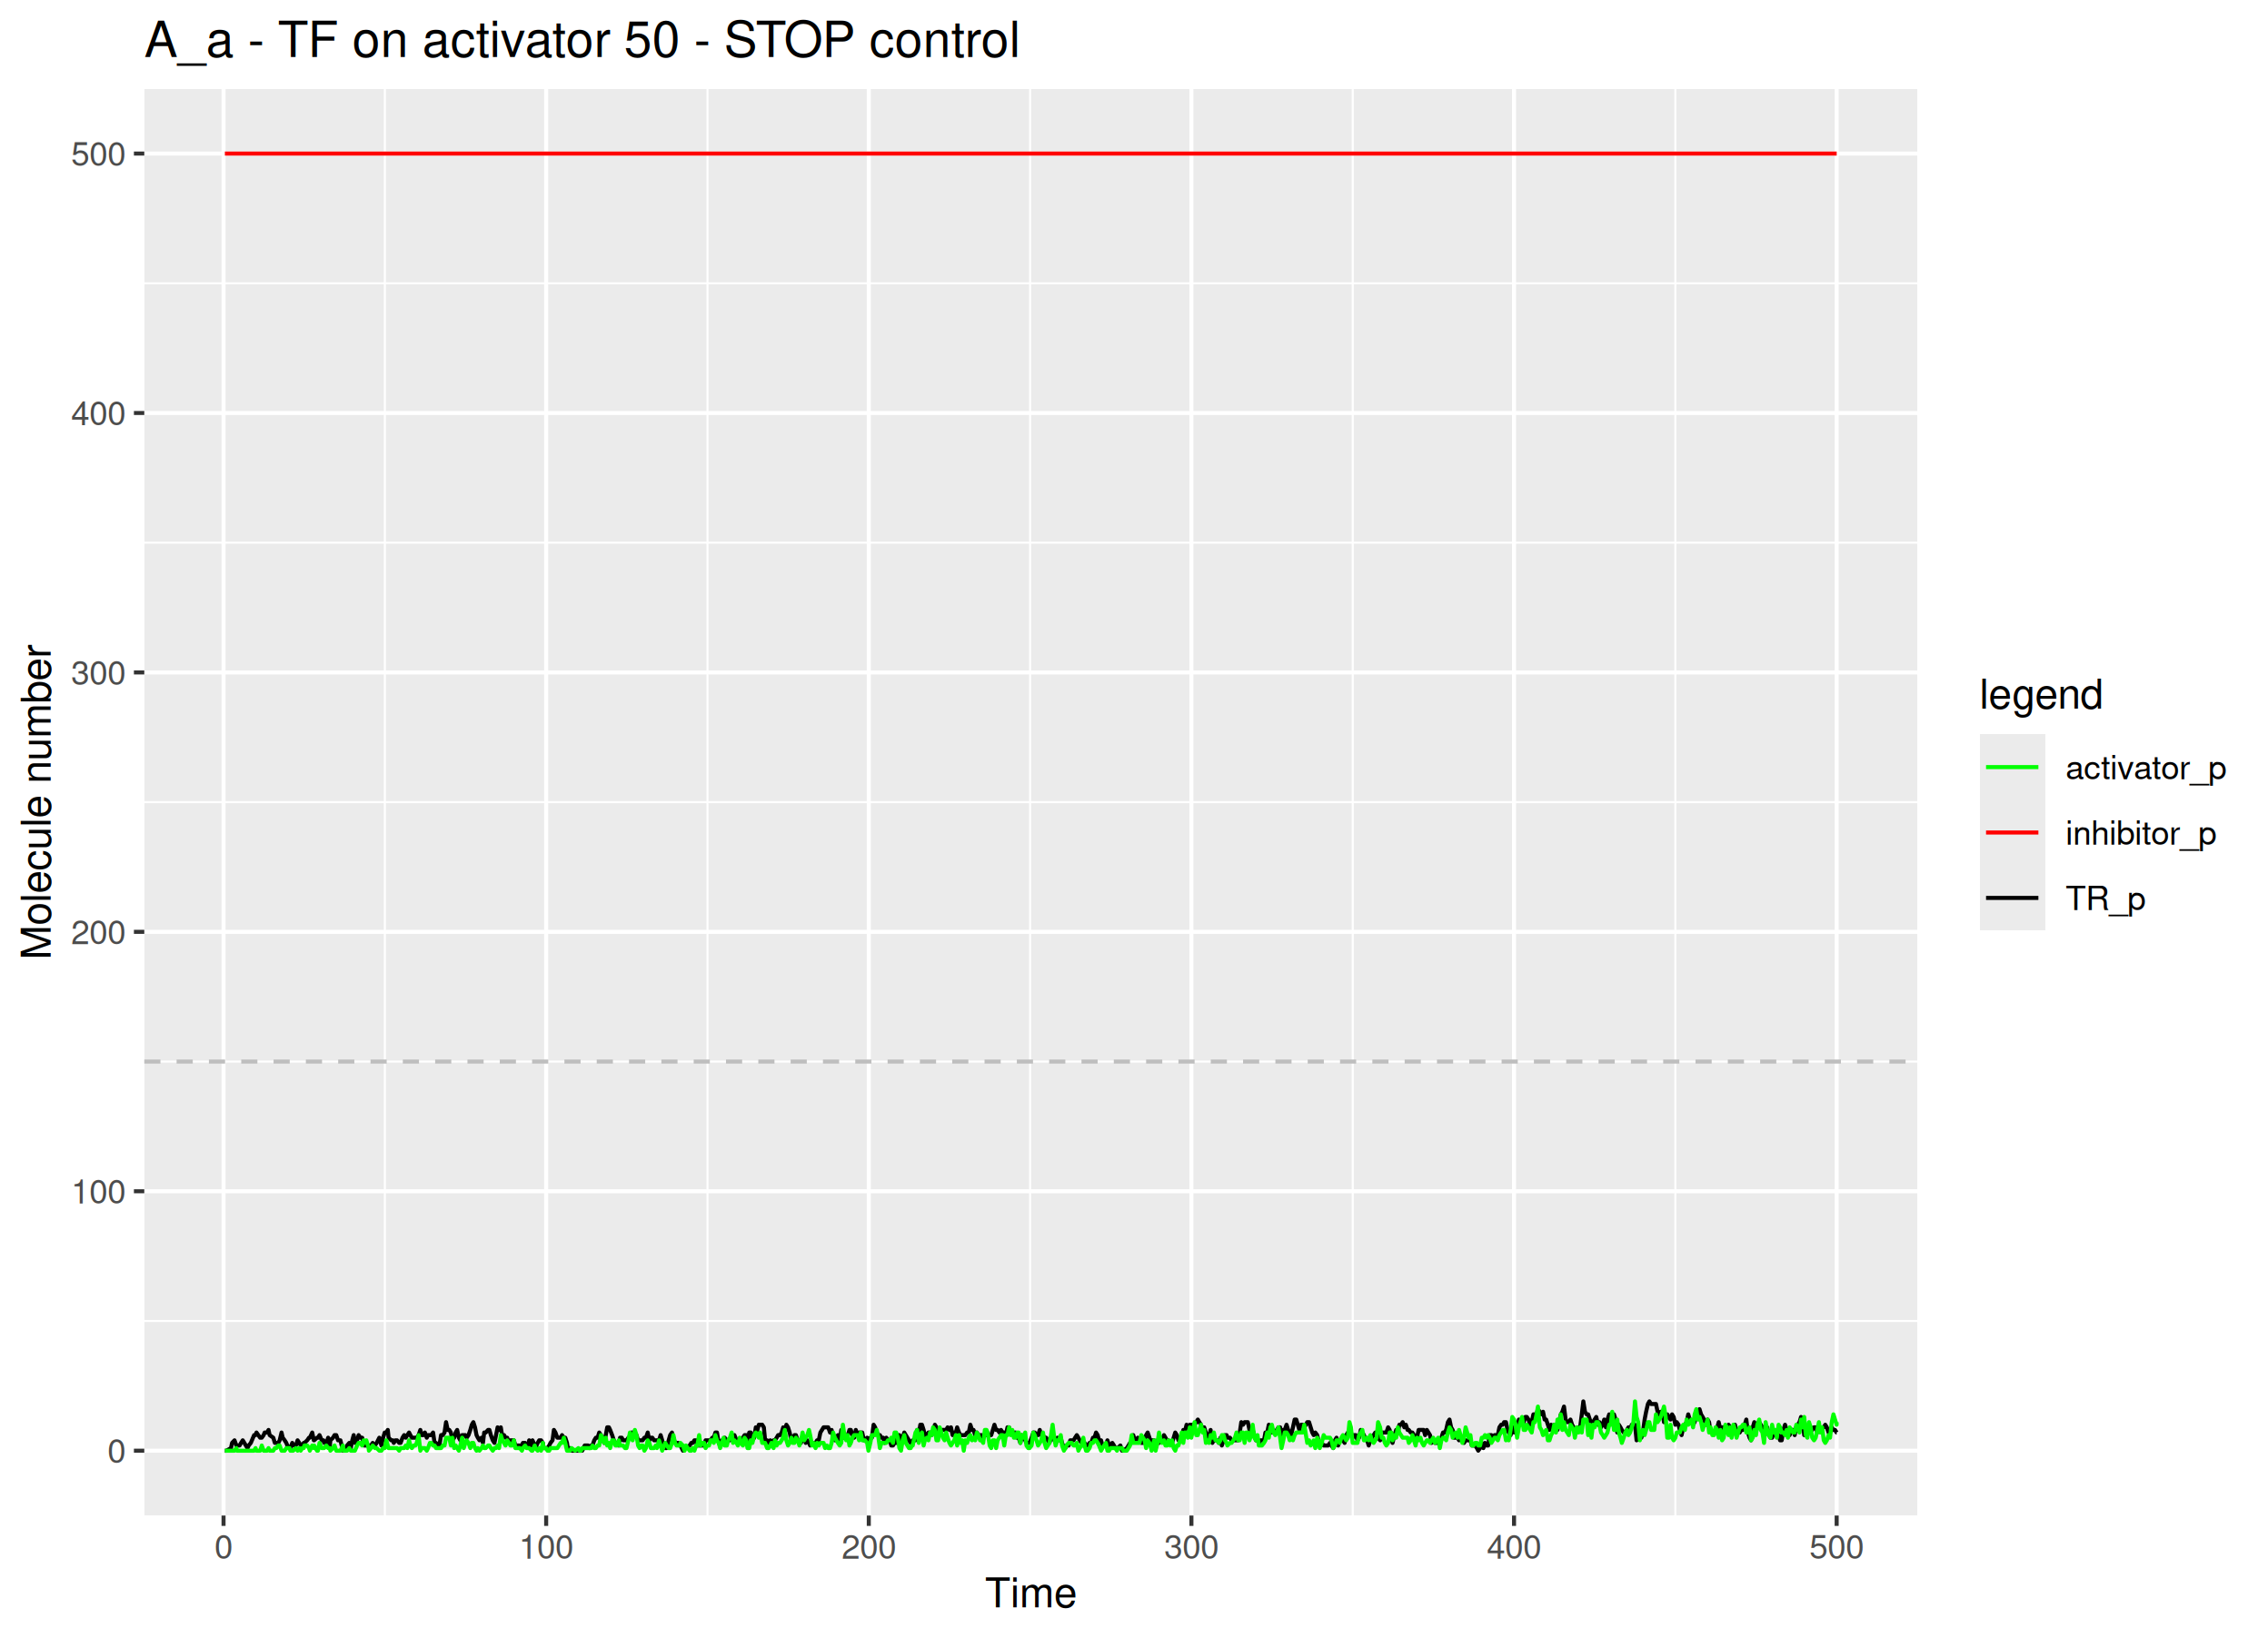 A_a - TF on activator 50 - STOP control
Molecule number
500
400
300
200
100
0
0 100 200 300 400 500
Time
legend
activator_p
inhibitor_p
TR_p